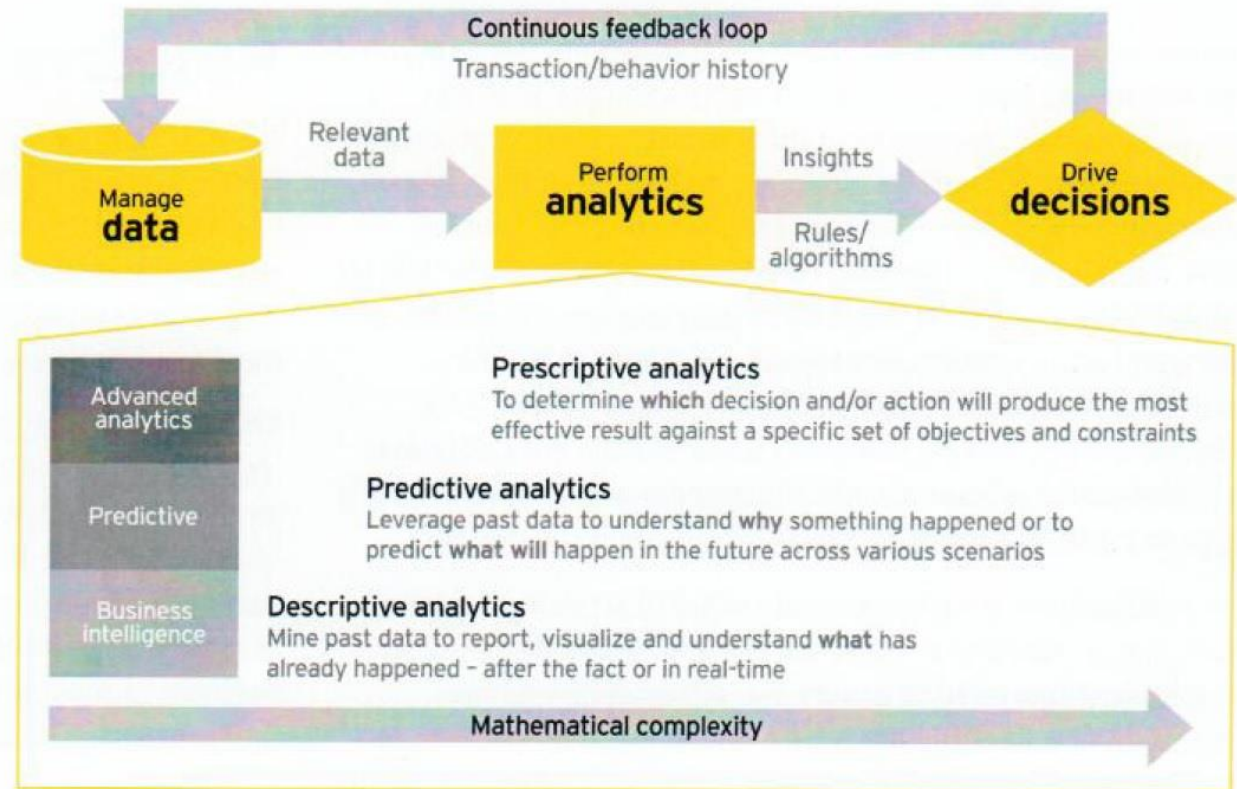 Continuous feedback loop
Transaction/behavior history
Manage
data
Relevant
data
Perform
analytics
Insights
Rules/
algorithms
Drive
decisions
Advanced
analytics
Prescriptive analytics
To determine which decision and/or action will produce the most
effective result against a specific set of objectives and constraints
Predictive
Predictive analytics
Leverage past data to understand why something happened or to
predict what will happen in the future across various scenarios
Business
intelligence
Descriptive analytics
Mine past data to report, visualize and understand what has
already happened – after the fact or in real-time
Mathematical complexity